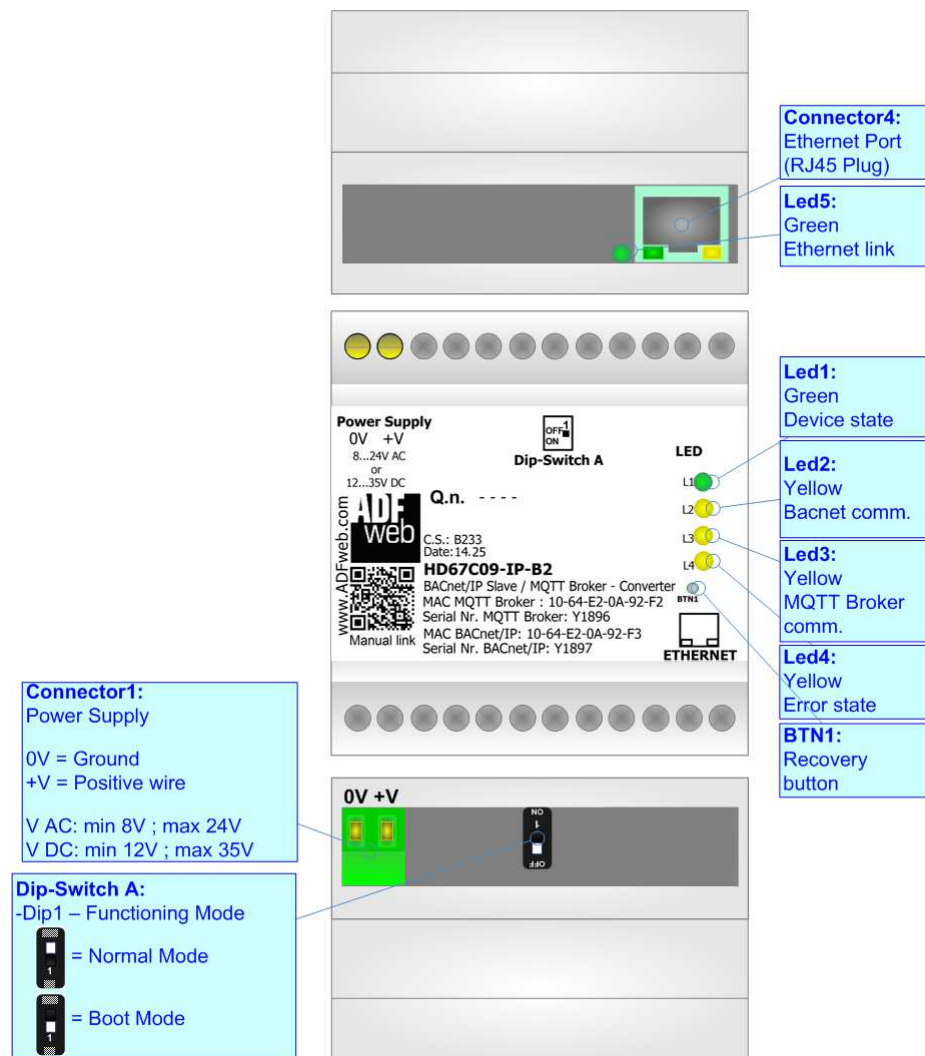 Connector4:
Ethernet Port
(RJ45 Plug)
Led5:
Green
Ethernet link
Power Supply
0V +V
8...24V AC
or
12...35V DC
OFF 1
ON
Dip-Switch A
LED
L1
L2
L3
L4
BTN1
ETHERNET
www.ADFweb.com
ADF
web
Q.n. - - - -
C.S.: B233
Date:14.25
HD67C09-IP-B2
BACnet/IP Slave / MQTT Broker - Converter
MAC MQTT Broker : 10-64-E2-0A-92-F2
Serial Nr. MQTT Broker: Y1896
MAC BACnet/IP: 10-64-E2-0A-92-F3
Serial Nr. BACnet/IP: Y1897
Manual link
Led1:
Green
Device state
Led2:
Yellow
Bacnet comm.
Led3:
Yellow
MQTT Broker
comm.
Led4:
Yellow
Error state
BTN1:
Recovery
button
Connector1:
Power Supply
0V = Ground
+V = Positive wire
V AC: min 8V ; max 24V
V DC: min 12V ; max 35V
0V +V
ON
1
OFF
Dip-Switch A:
-Dip1 – Functioning Mode
1
= Normal Mode
1
= Boot Mode